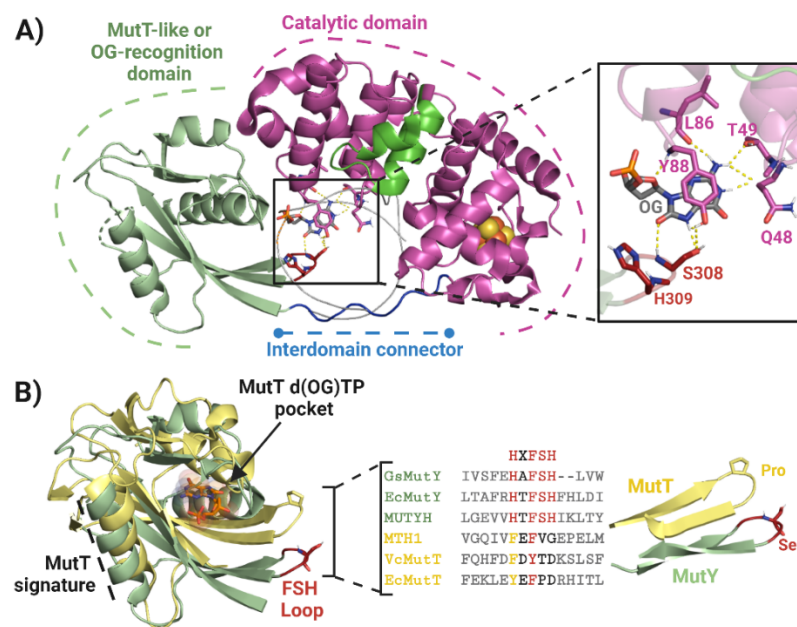 A)
MutT-like or
OG-recognition
domain
Catalytic domain
L86
T49
Y88
OG
Q48
S308
H309
Interdomain connector
B)
MutT d(OG)TP
pocket
HXFSH
GsMutY IVSFEHAFSH--LVW
EcMutY LTAFRHTFSHFHLDI
MUTYH LGEVVHTFSHIKLTY
MTH1 VGQIVFEFVGEPELM
VcMutT FQHFDFDYTDKSLSF
EcMutT FEKLEYEFPDRHITL
MutT
Pro
Se
MutY
MutT
signature
FSH
Loop